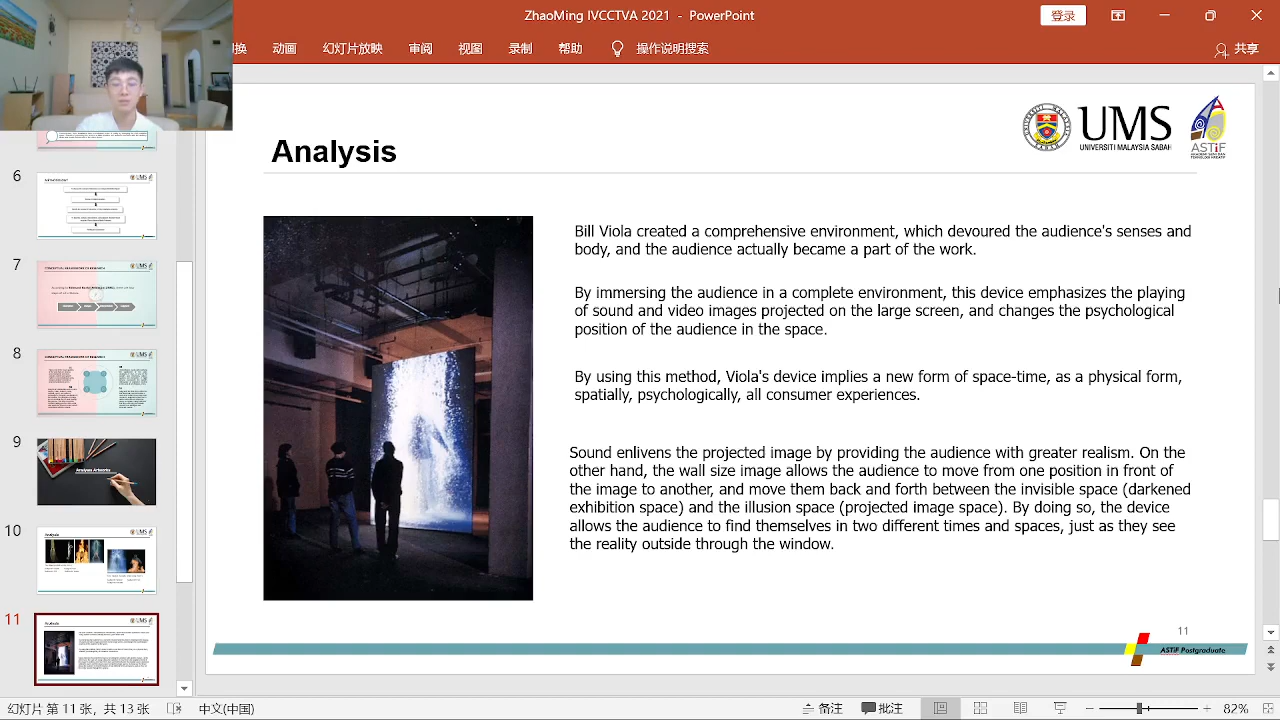 ZhaoMing IVCCTVA 2021 - PowerPoint
登录
换 动画 幻灯片放映 审阅 视图 录制 帮助 操作说明搜索 共享
UMS
UNIVERSITI MALAYSIA SABAH
ASTiF
Analysis
Bill Viola created a comprehensive environment, which devoured the audience's senses and
body, and the audience actually became a part of the work.
By immersing the audience in a complete environment, this device emphasizes the playing
of sound and video images projected on the large screen, and changes the psychological
position of the audience in the space.
By using this method, Viola's device implies a new form of space-time, as a physical form,
spatially, psychologically, all consumer experiences.
Sound enlivens the projected image by providing the audience with greater realism. On the
other hand, the wall size image allows the audience to move from one position in front of
the image to another, and move them back and forth between the invisible space (darkened
exhibition space) and the illusion space (projected image space). By doing so, the device
allows the audience to find themselves in two different times and spaces, just as they see
the reality outside through the window.
11
ASTiF Postgraduate
6
7
8
9
Analysis Artworks
10
Analysis
11
Analysis
幻灯片 第 11 张，共 13 张
中文(中国)
备注
批注
82%